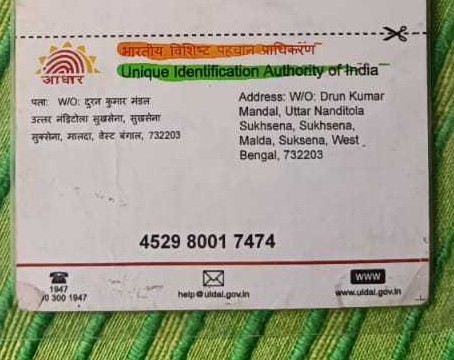 भारतीय विशिष्ट पहचान प्राधिकरण
आधार
Unique Identification Authority of India
पता: W/O: दुरन कुमार मंडल
उत्तर नंड़िटोला सुखसेना, सुखसेना
सुक्सेना, मालदा, वेस्ट बंगाल, 732203
Address: W/O: Drun Kumar
Mandal, Uttar Nanditola
Sukhsena, Sukhsena,
Malda, Suksena, West
Bengal, 732203
4529 8001 7474
1947
0 300 1947
help@uidai.gov.in
WWW
www.uidai.gov.in